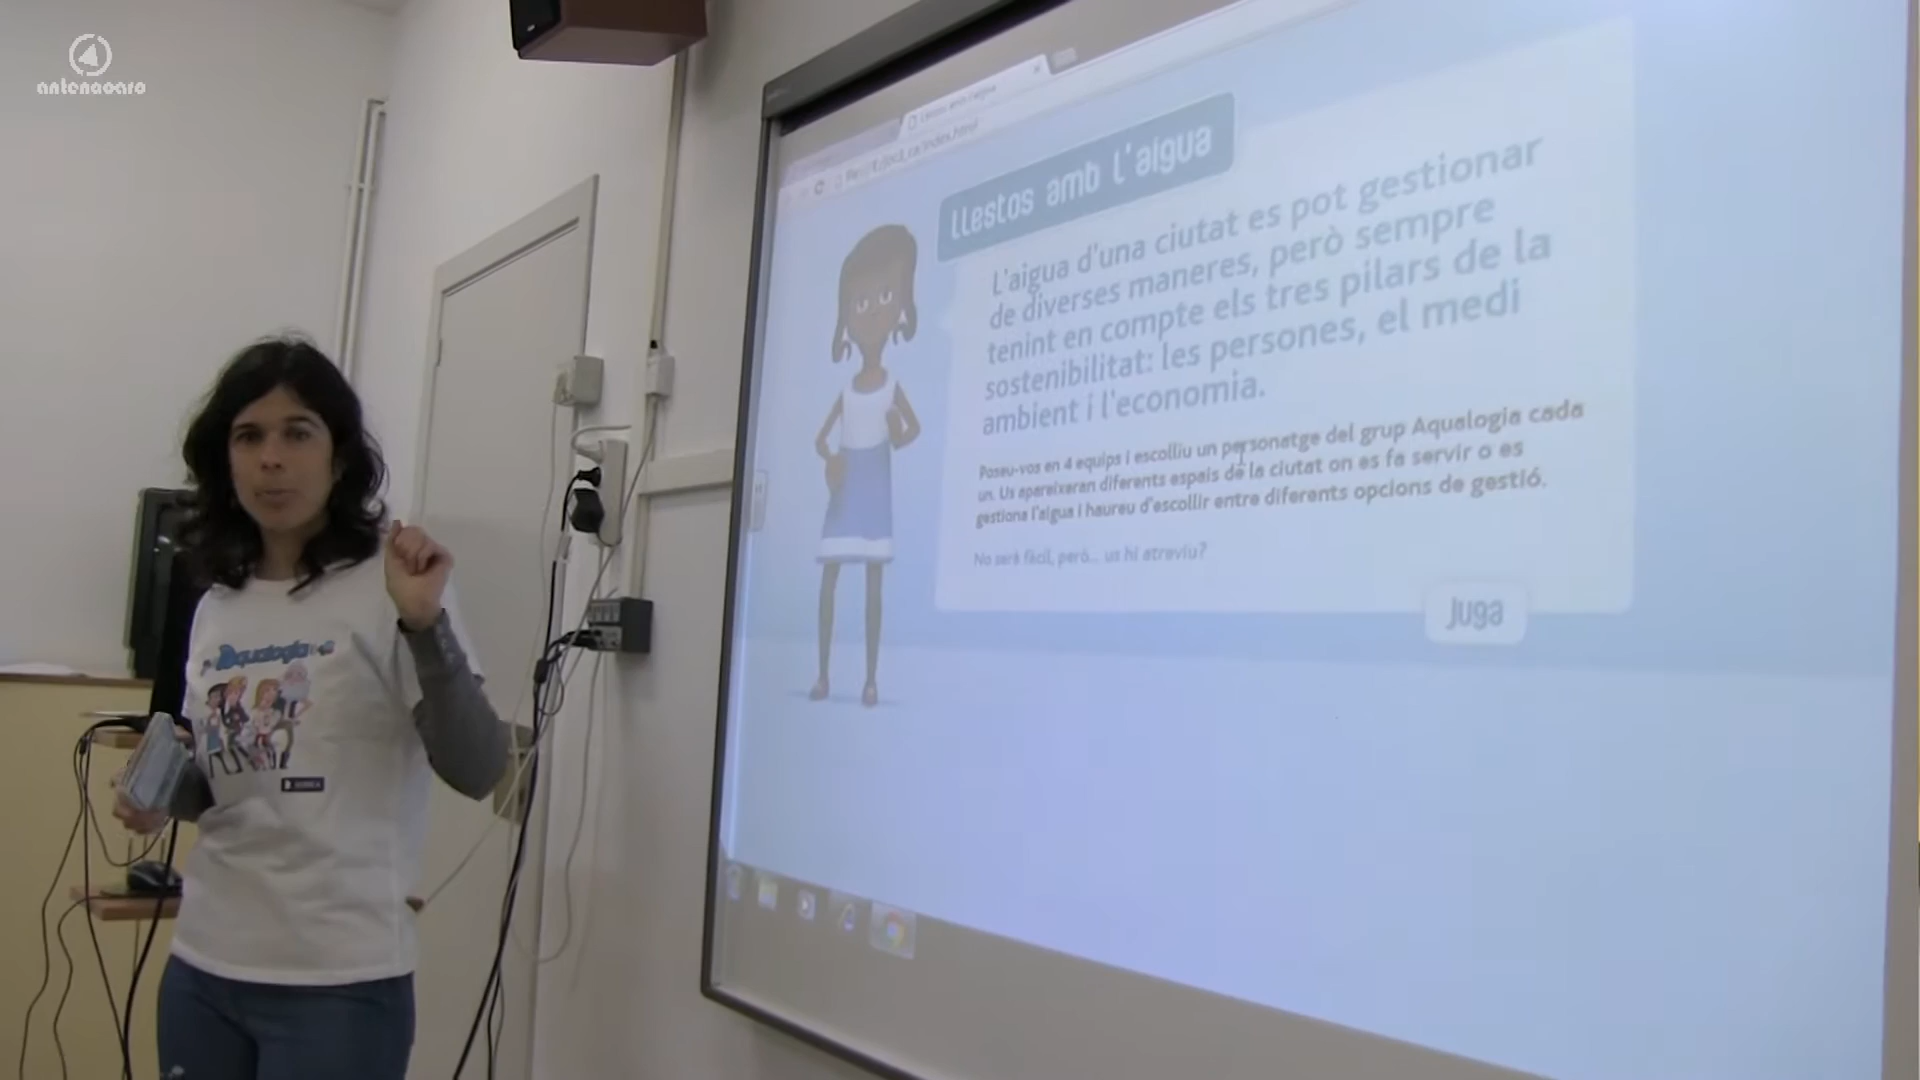 antenacaro
Llestos amb l'aigua
L'aigua d'una ciutat es pot gestionar
de diverses maneres, però sempre
tenint en compte els tres pilars de la
sostenibilitat: les persones, el medi
ambient i l'economia.
Poseu-vos en 4 equips i escolliu un personatge del grup Aqualogia cada
un. Us apareixeran diferents espais de la ciutat on es fa servir o es
gestiona l'aigua i haureu d'escollir entre diferents opcions de gestió.
No serà fàcil, però... us hi atreviu?
Juga
Aqualogia